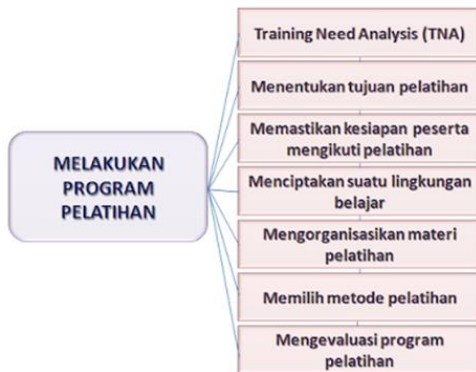 MELAKUKAN
PROGRAM
PELATIHAN
Training Need Analysis (TNA)
Menentukan tujuan pelatihan
Memastikan kesiapan peserta
mengikuti pelatihan
Menciptakan suatu lingkungan
belajar
Mengorganisasikan materi
pelatihan
Memilih metode pelatihan
Mengevaluasi program
pelatihan